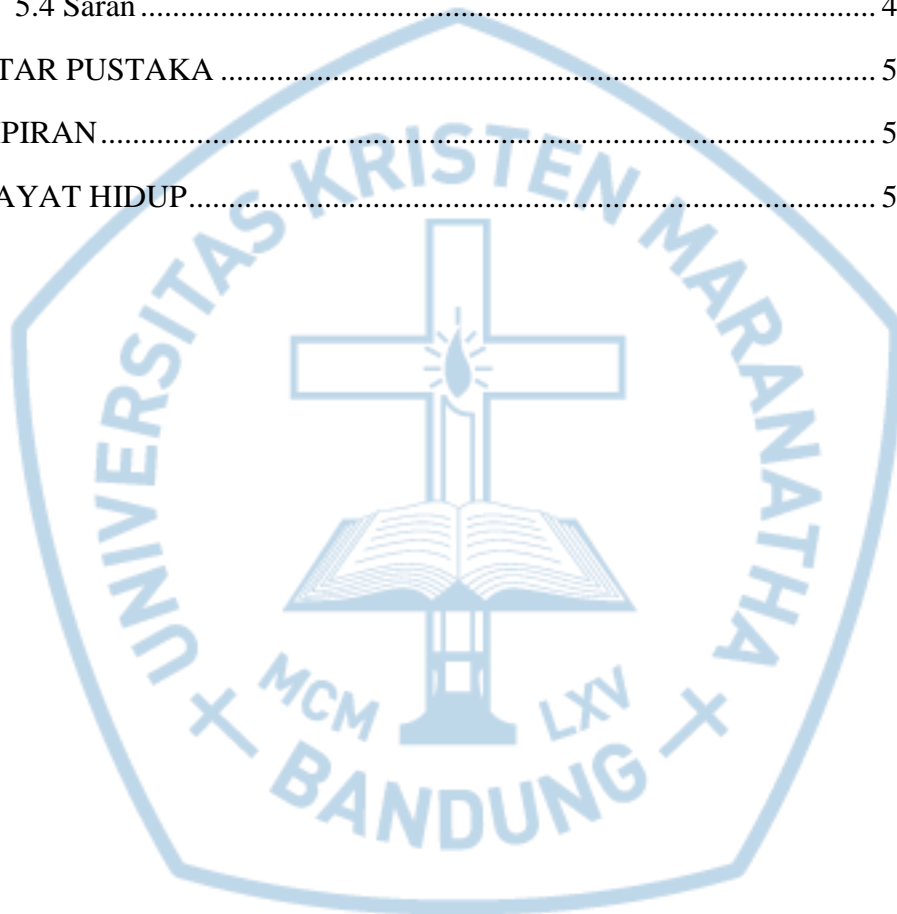 5.4 Saran ........................................................................................................ 4
TAR PUSTAKA ................................................................................... 5
PIRAN .................................................................................................. 5
AYAT HIDUP ....................................................................................... 5
UNIVERSITAS KRISTEN MARANATHA
MCM LXV
BANDUNG